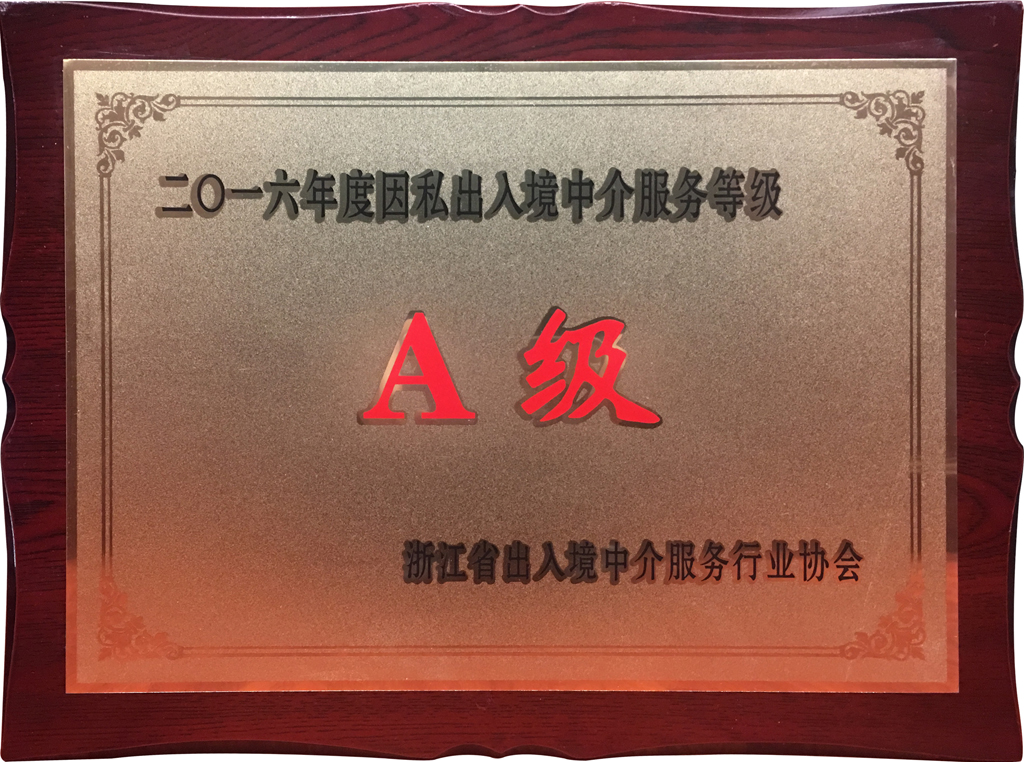 二〇一六年度因私出入境中介服务等级
A 级
浙江省出入境中介服务行业协会